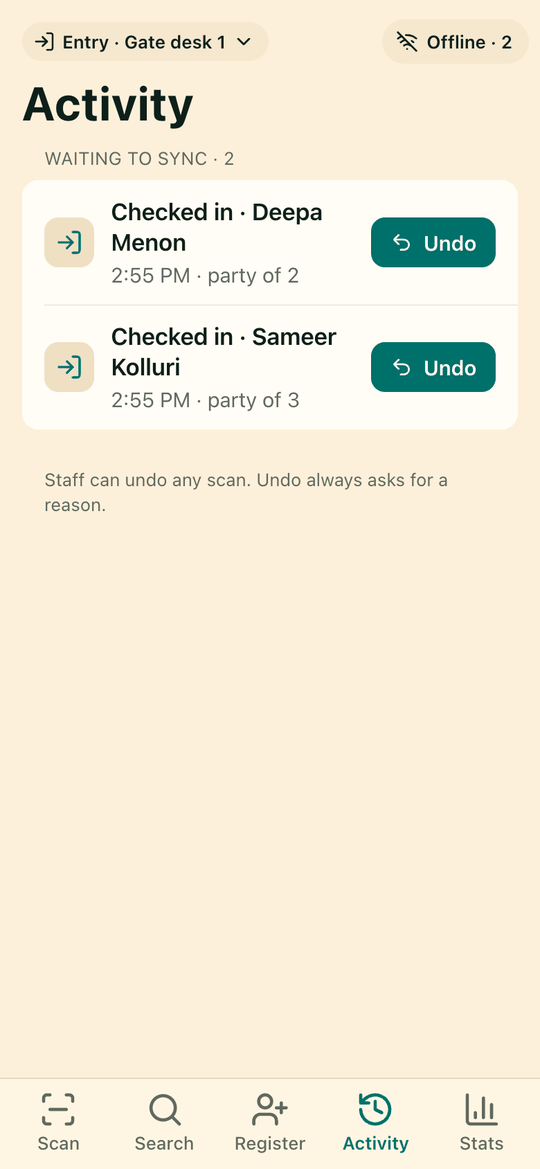 Entry · Gate desk 1
Offline · 2
Activity
WAITING TO SYNC · 2
Checked in · Deepa
Menon
2:55 PM · party of 2
Undo
Checked in · Sameer
Kolluri
2:55 PM · party of 3
Undo
Staff can undo any scan. Undo always asks for a
reason.
Scan
Search
Register
Activity
Stats